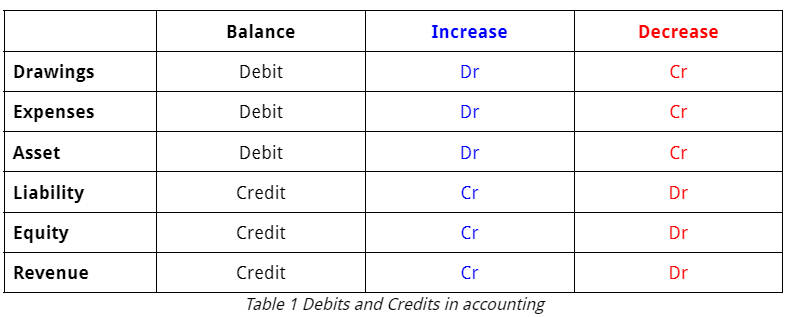 Balance Increase Decrease
Drawings Debit Dr Cr
Expenses Debit Dr Cr
Asset Debit Dr Cr
Liability Credit Cr Dr
Equity Credit Cr Dr
Revenue Credit Cr Dr
Table 1 Debits and Credits in accounting